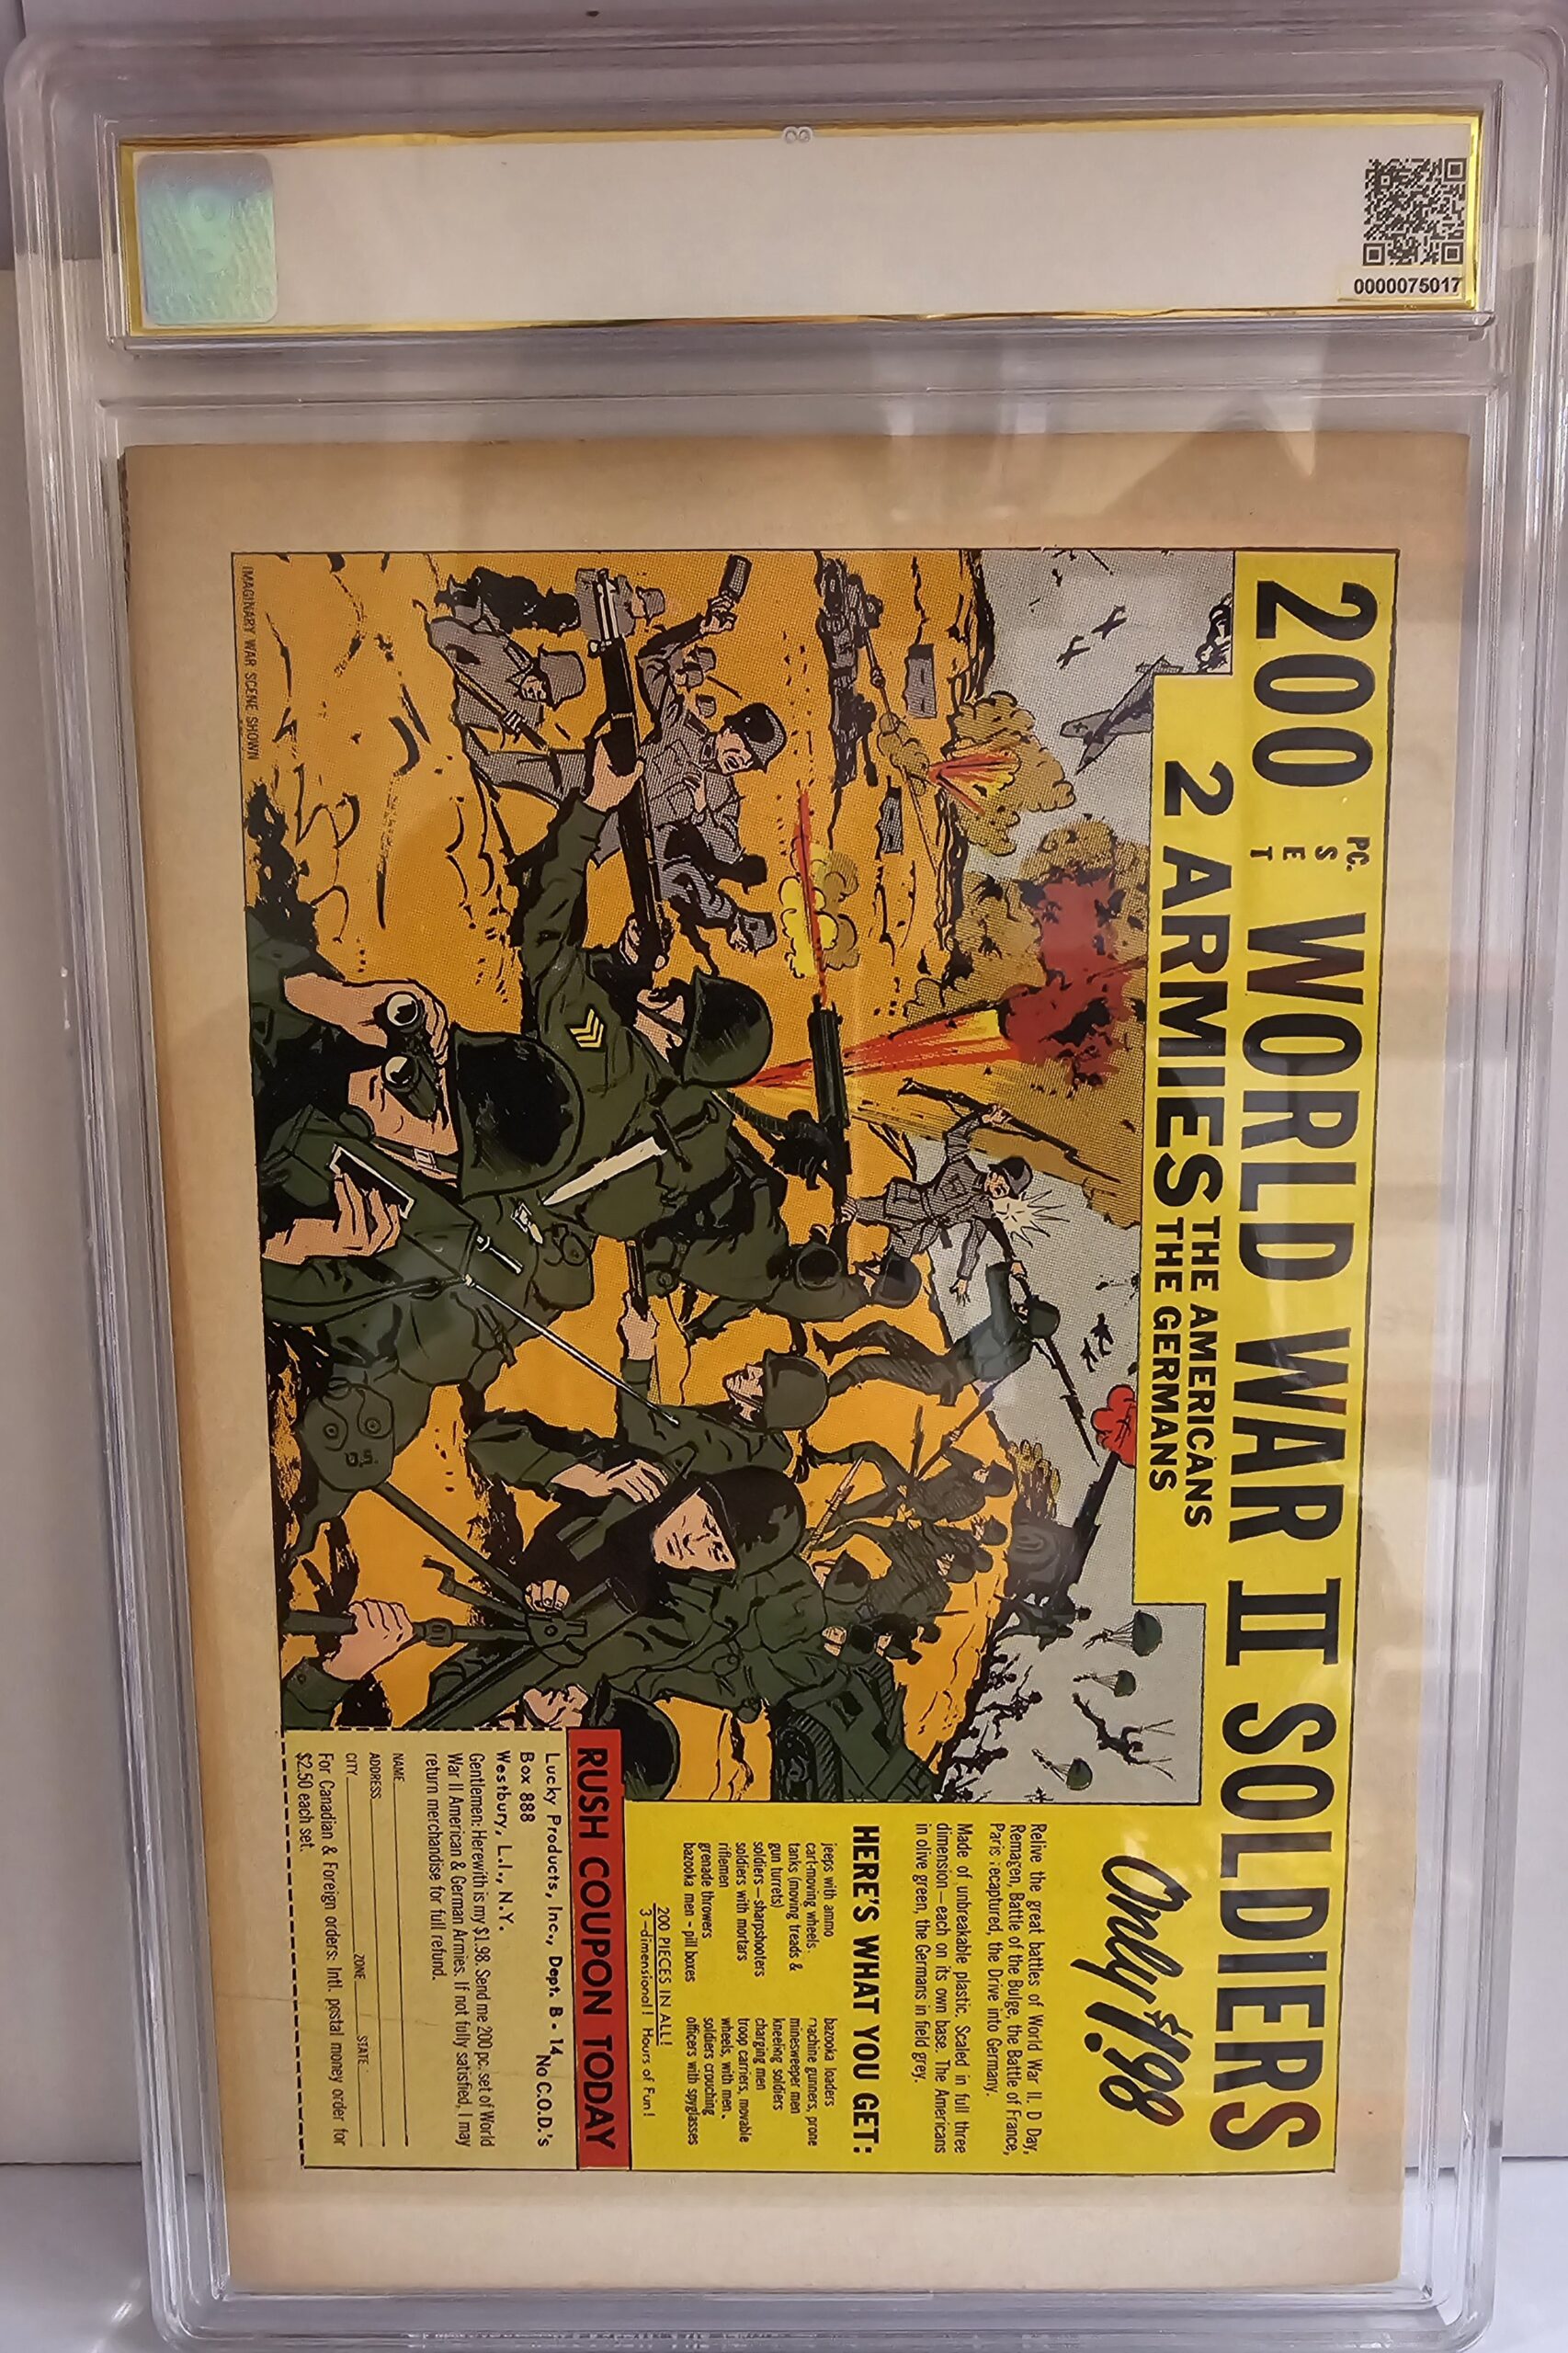 0000075017
200 PC. SET WORLD WAR II SOLDIERS
2 ARMIES THE AMERICANS
THE GERMANS
Only $1.98
Relive the great battles of World War II. D Day,
Remagen, Battle of the Bulge, the Battle of France,
Paris recaptured, the Drive into Germany.
Made of unbreakable plastic. Scaled in full three
dimension — each on its own base. The Americans
in olive green, the Germans in field grey.
HERE'S WHAT YOU GET:
jeeps with ammo
cart-moving wheels
tanks (moving treads &
gun turrets)
soldiers — sharpshooters
soldiers with mortars
riflemen
grenade throwers
bazooka men - pill boxes
bazooka loaders
machine gunners, prone
minesweeper men
kneeling soldiers
charging men
troop carriers, movable
wheels, with men.
soldiers crouching
officers with spyglasses
200 PIECES IN ALL!
3-dimensional! Hours of Fun!
RUSH COUPON TODAY
Lucky Products, Inc., Dept. B-14
Box 888 No C.O.D.'s
Westbury, L.I., N.Y.
Gentlemen: Herewith is my $1.98. Send me 200 pc. set of World
War II American & German Armies. If not fully satisfied, I may
return merchandise for full refund.
NAME
ADDRESS
CITY ZONE STATE
For Canadian & Foreign orders: Intl. postal money order for
$2.50 each set.
IMAGINARY WAR SCENE SHOWN
U.S.